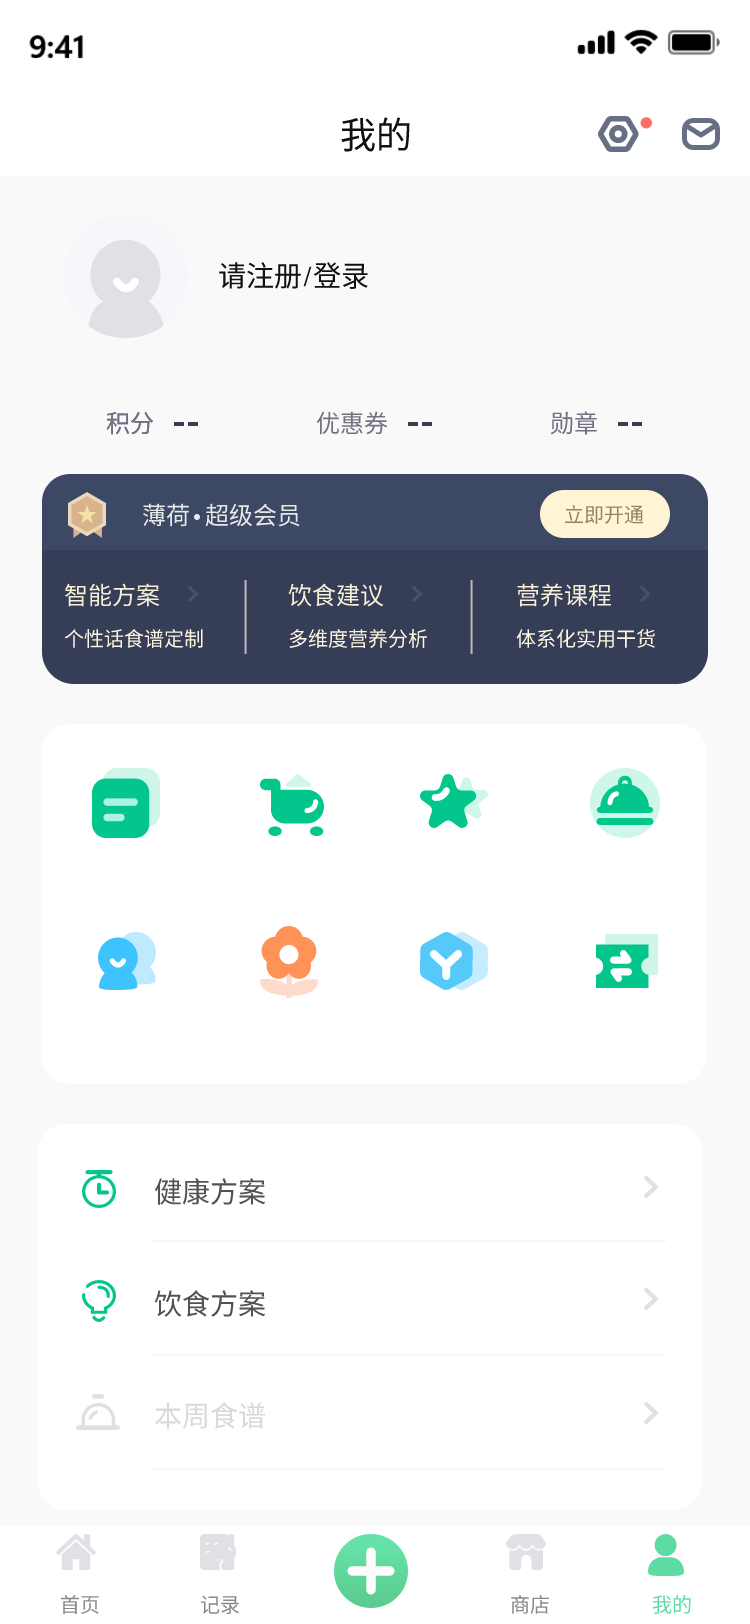 9:41
我的
请注册/登录
积分 -- 优惠券 -- 勋章 --
薄荷•超级会员 立即开通
智能方案 饮食建议 营养课程
个性话食谱定制 多维度营养分析 体系化实用干货
健康方案
饮食方案
本周食谱
首页 记录 商店 我的